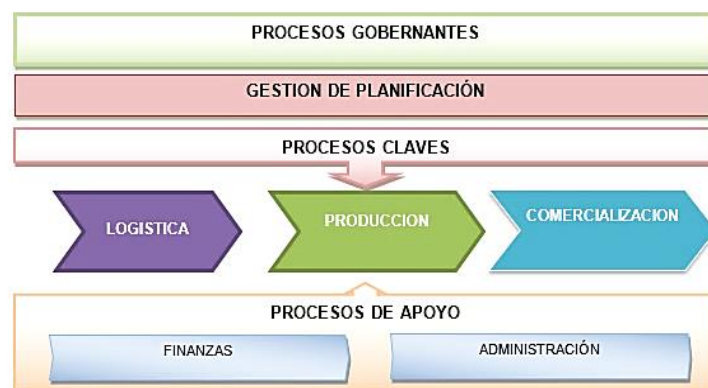 PROCESOS GOBERNANTES
GESTION DE PLANIFICACIÓN
PROCESOS CLAVES
LOGISTICA
PRODUCCION
COMERCIALIZACION
PROCESOS DE APOYO
FINANZAS
ADMINISTRACIÓN